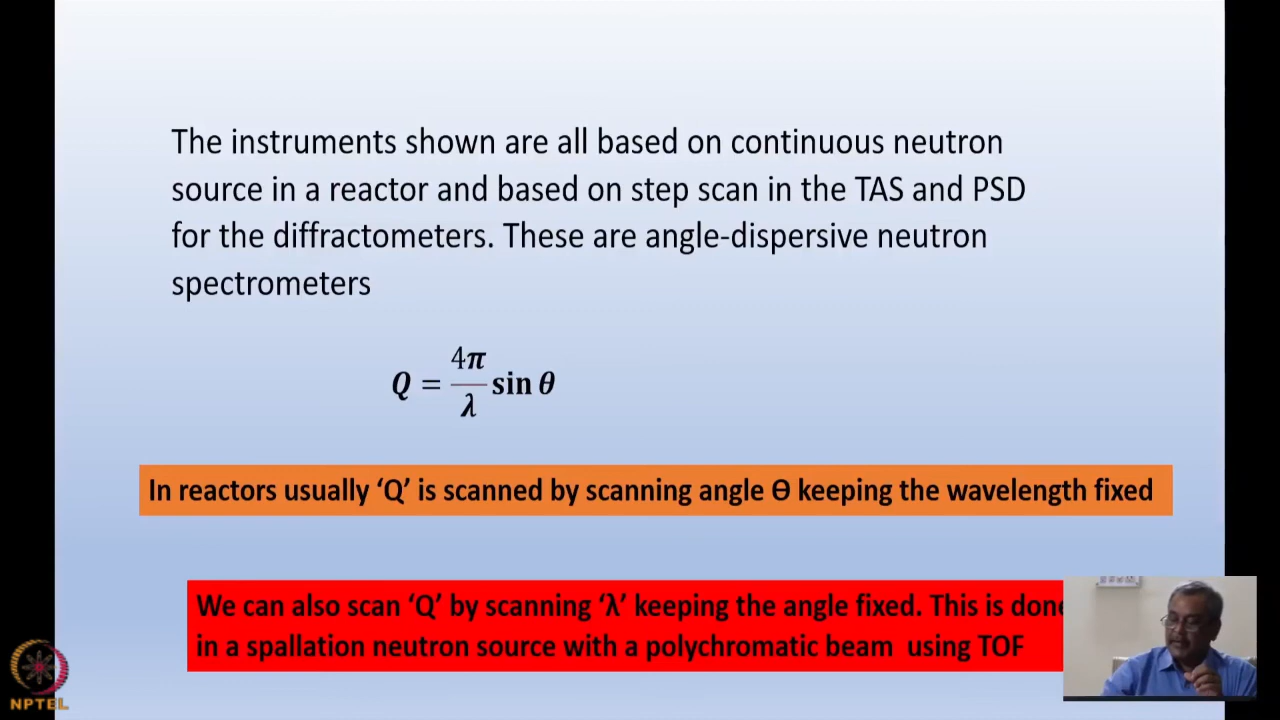 The instruments shown are all based on continuous neutron
source in a reactor and based on step scan in the TAS and PSD
for the diffractometers. These are angle-dispersive neutron
spectrometers
Q = 4π/λ sin θ
In reactors usually ‘Q’ is scanned by scanning angle Θ keeping the wavelength fixed
We can also scan ‘Q’ by scanning ‘λ’ keeping the angle fixed. This is done
in a spallation neutron source with a polychromatic beam using TOF
NPTEL